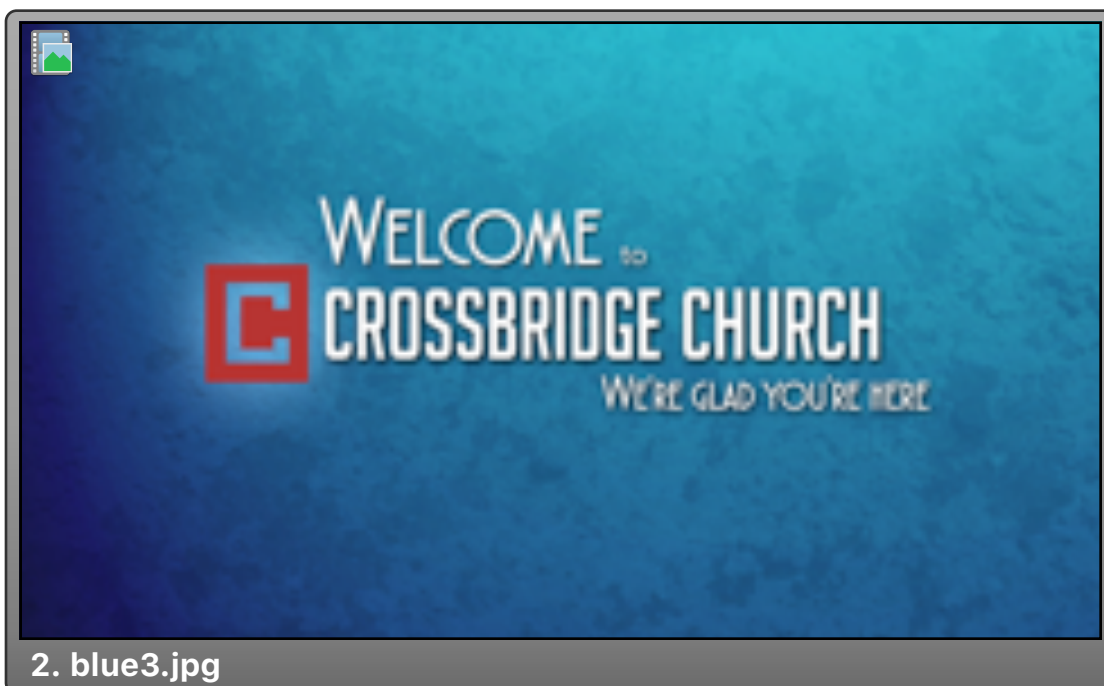 WELCOME to
C CROSSBRIDGE CHURCH
WE'RE GLAD YOU'RE HERE
2. blue3.jpg